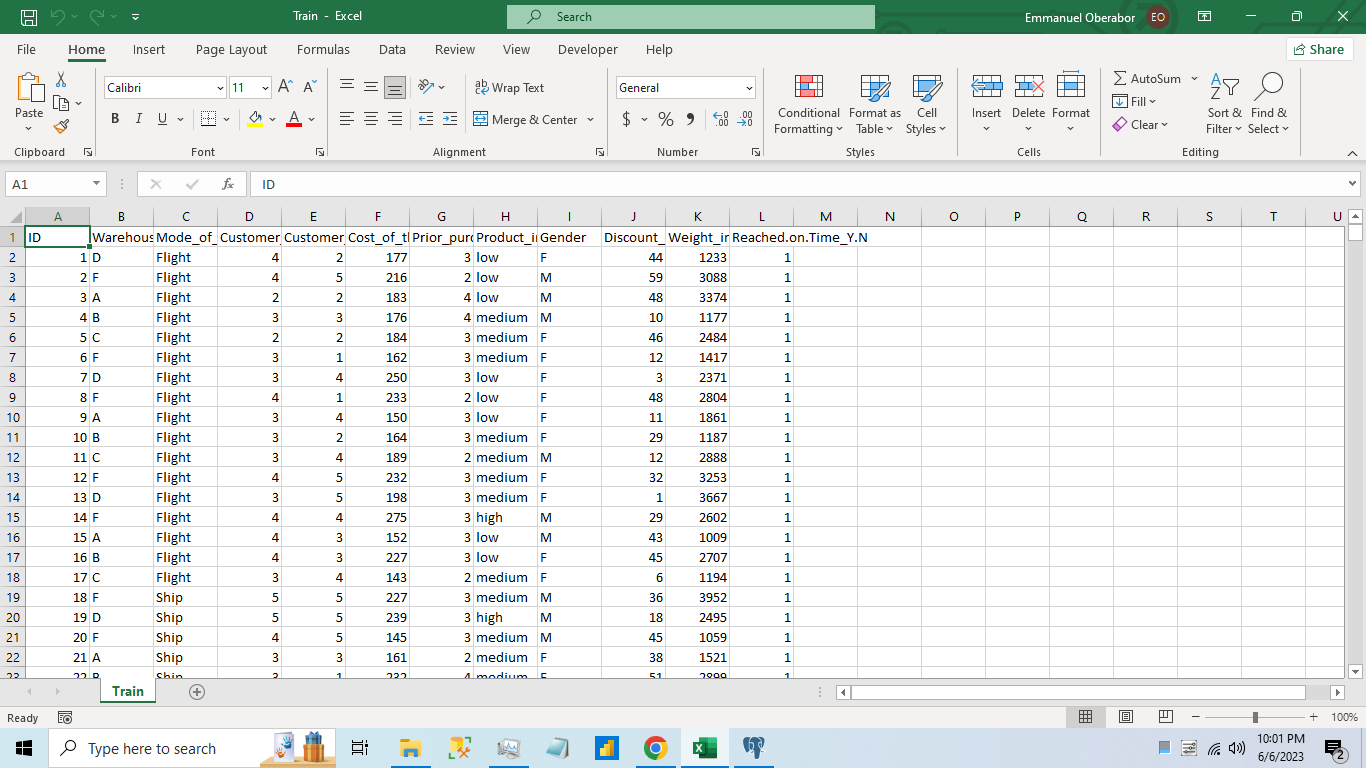 Train - Excel
Search
Emmanuel Oberabor EO
File Home Insert Page Layout Formulas Data Review View Developer Help Share
Paste
Calibri 11
B I U A
A A
ab Wrap Text
Merge & Center
General
$ % 9
Conditional Formatting
Format as Table
Cell Styles
Insert
Delete
Format
AutoSum
Fill
Clear
Sort & Filter
Find & Select
Clipboard Font Alignment Number Styles Cells Editing
A1 fx ID
A B C D E F G H I J K L M N O P Q R S T U
1 ID Warehous Mode_of_ Customer_ Customer_ Cost_of_t Prior_purc Product_i Gender Discount_ Weight_in Reached.on.Time_Y.N
2 1 D Flight 4 2 177 3 low F 44 1233 1
3 2 F Flight 4 5 216 2 low M 59 3088 1
4 3 A Flight 2 2 183 4 low M 48 3374 1
5 4 B Flight 3 3 176 4 medium M 10 1177 1
6 5 C Flight 2 2 184 3 medium F 46 2484 1
7 6 F Flight 3 1 162 3 medium F 12 1417 1
8 7 D Flight 3 4 250 3 low F 3 2371 1
9 8 F Flight 4 1 233 2 low F 48 2804 1
10 9 A Flight 3 4 150 3 low F 11 1861 1
11 10 B Flight 3 2 164 3 medium F 29 1187 1
12 11 C Flight 3 4 189 2 medium M 12 2888 1
13 12 F Flight 4 5 232 3 medium F 32 3253 1
14 13 D Flight 3 5 198 3 medium F 1 3667 1
15 14 F Flight 4 4 275 3 high M 29 2602 1
16 15 A Flight 4 3 152 3 low M 43 1009 1
17 16 B Flight 4 3 227 3 low F 45 2707 1
18 17 C Flight 3 4 143 2 medium F 6 1194 1
19 18 F Ship 5 5 227 3 medium M 36 3952 1
20 19 D Ship 5 5 239 3 high M 18 2495 1
21 20 F Ship 4 5 145 3 medium M 45 1059 1
22 21 A Ship 3 3 161 2 medium F 38 1521 1
23 22 B Ship 3 1 232 4 medium F 51 2899 1
Train
Ready 100%
Type here to search
10:01 PM
6/6/2023
2